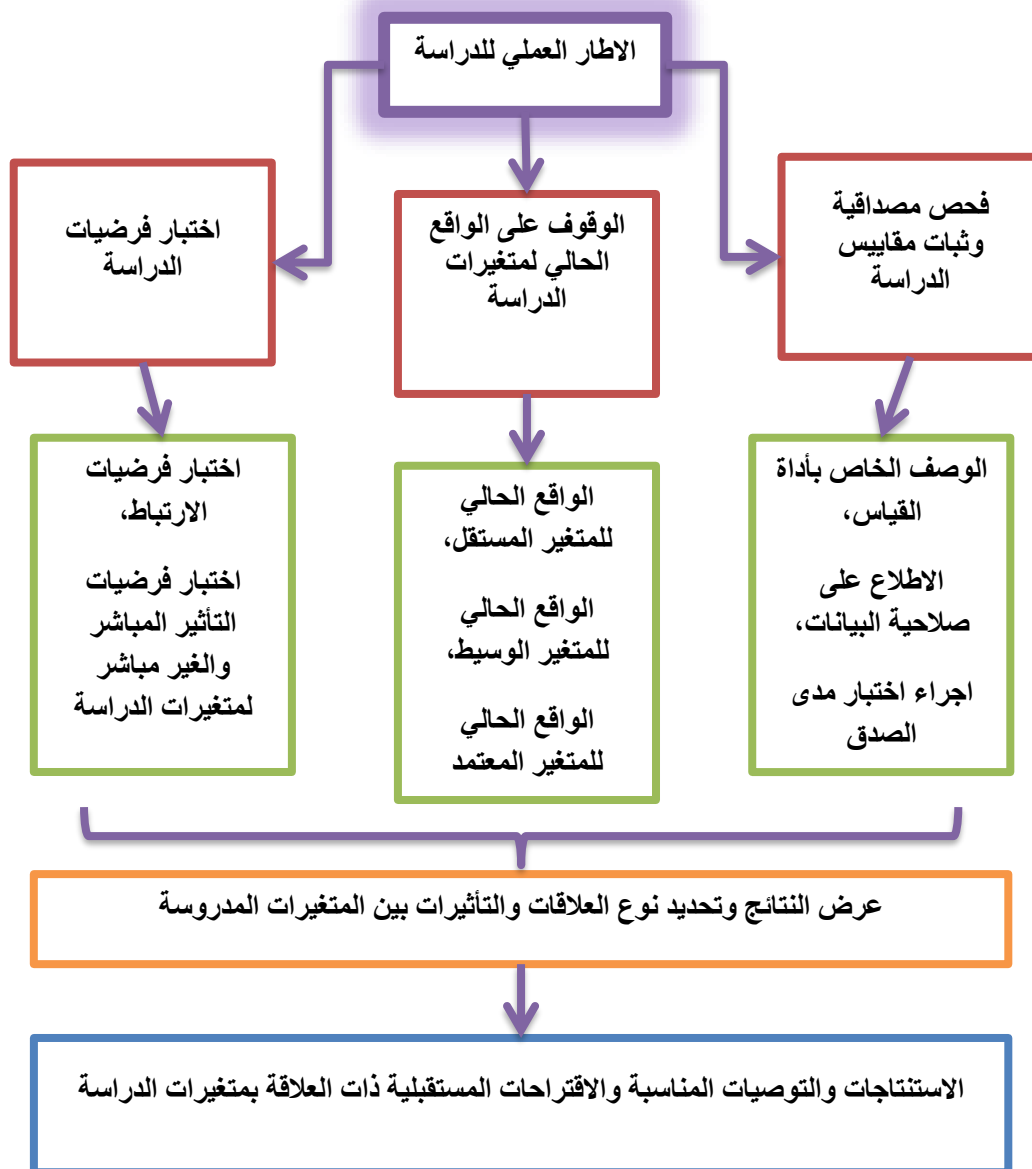 الاطار العملي للدراسة
فحص مصداقية
وثبات مقاييس
الدراسة
الوقوف على الواقع
الحالي لمتغيرات
الدراسة
اختبار فرضيات
الدراسة
الوصف الخاص بأداة
القياس،
الاطلاع على
صلاحية البيانات،
اجراء اختبار مدى
الصدق
الواقع الحالي
للمتغير المستقل،
الواقع الحالي
للمتغير الوسيط،
الواقع الحالي
للمتغير المعتمد
اختبار فرضيات
الارتباط،
اختبار فرضيات
التأثير المباشر
والغير مباشر
لمتغيرات الدراسة
عرض النتائج وتحديد نوع العلاقات والتأثيرات بين المتغيرات المدروسة
الاستنتاجات والتوصيات المناسبة والاقتراحات المستقبلية ذات العلاقة بمتغيرات الدراسة